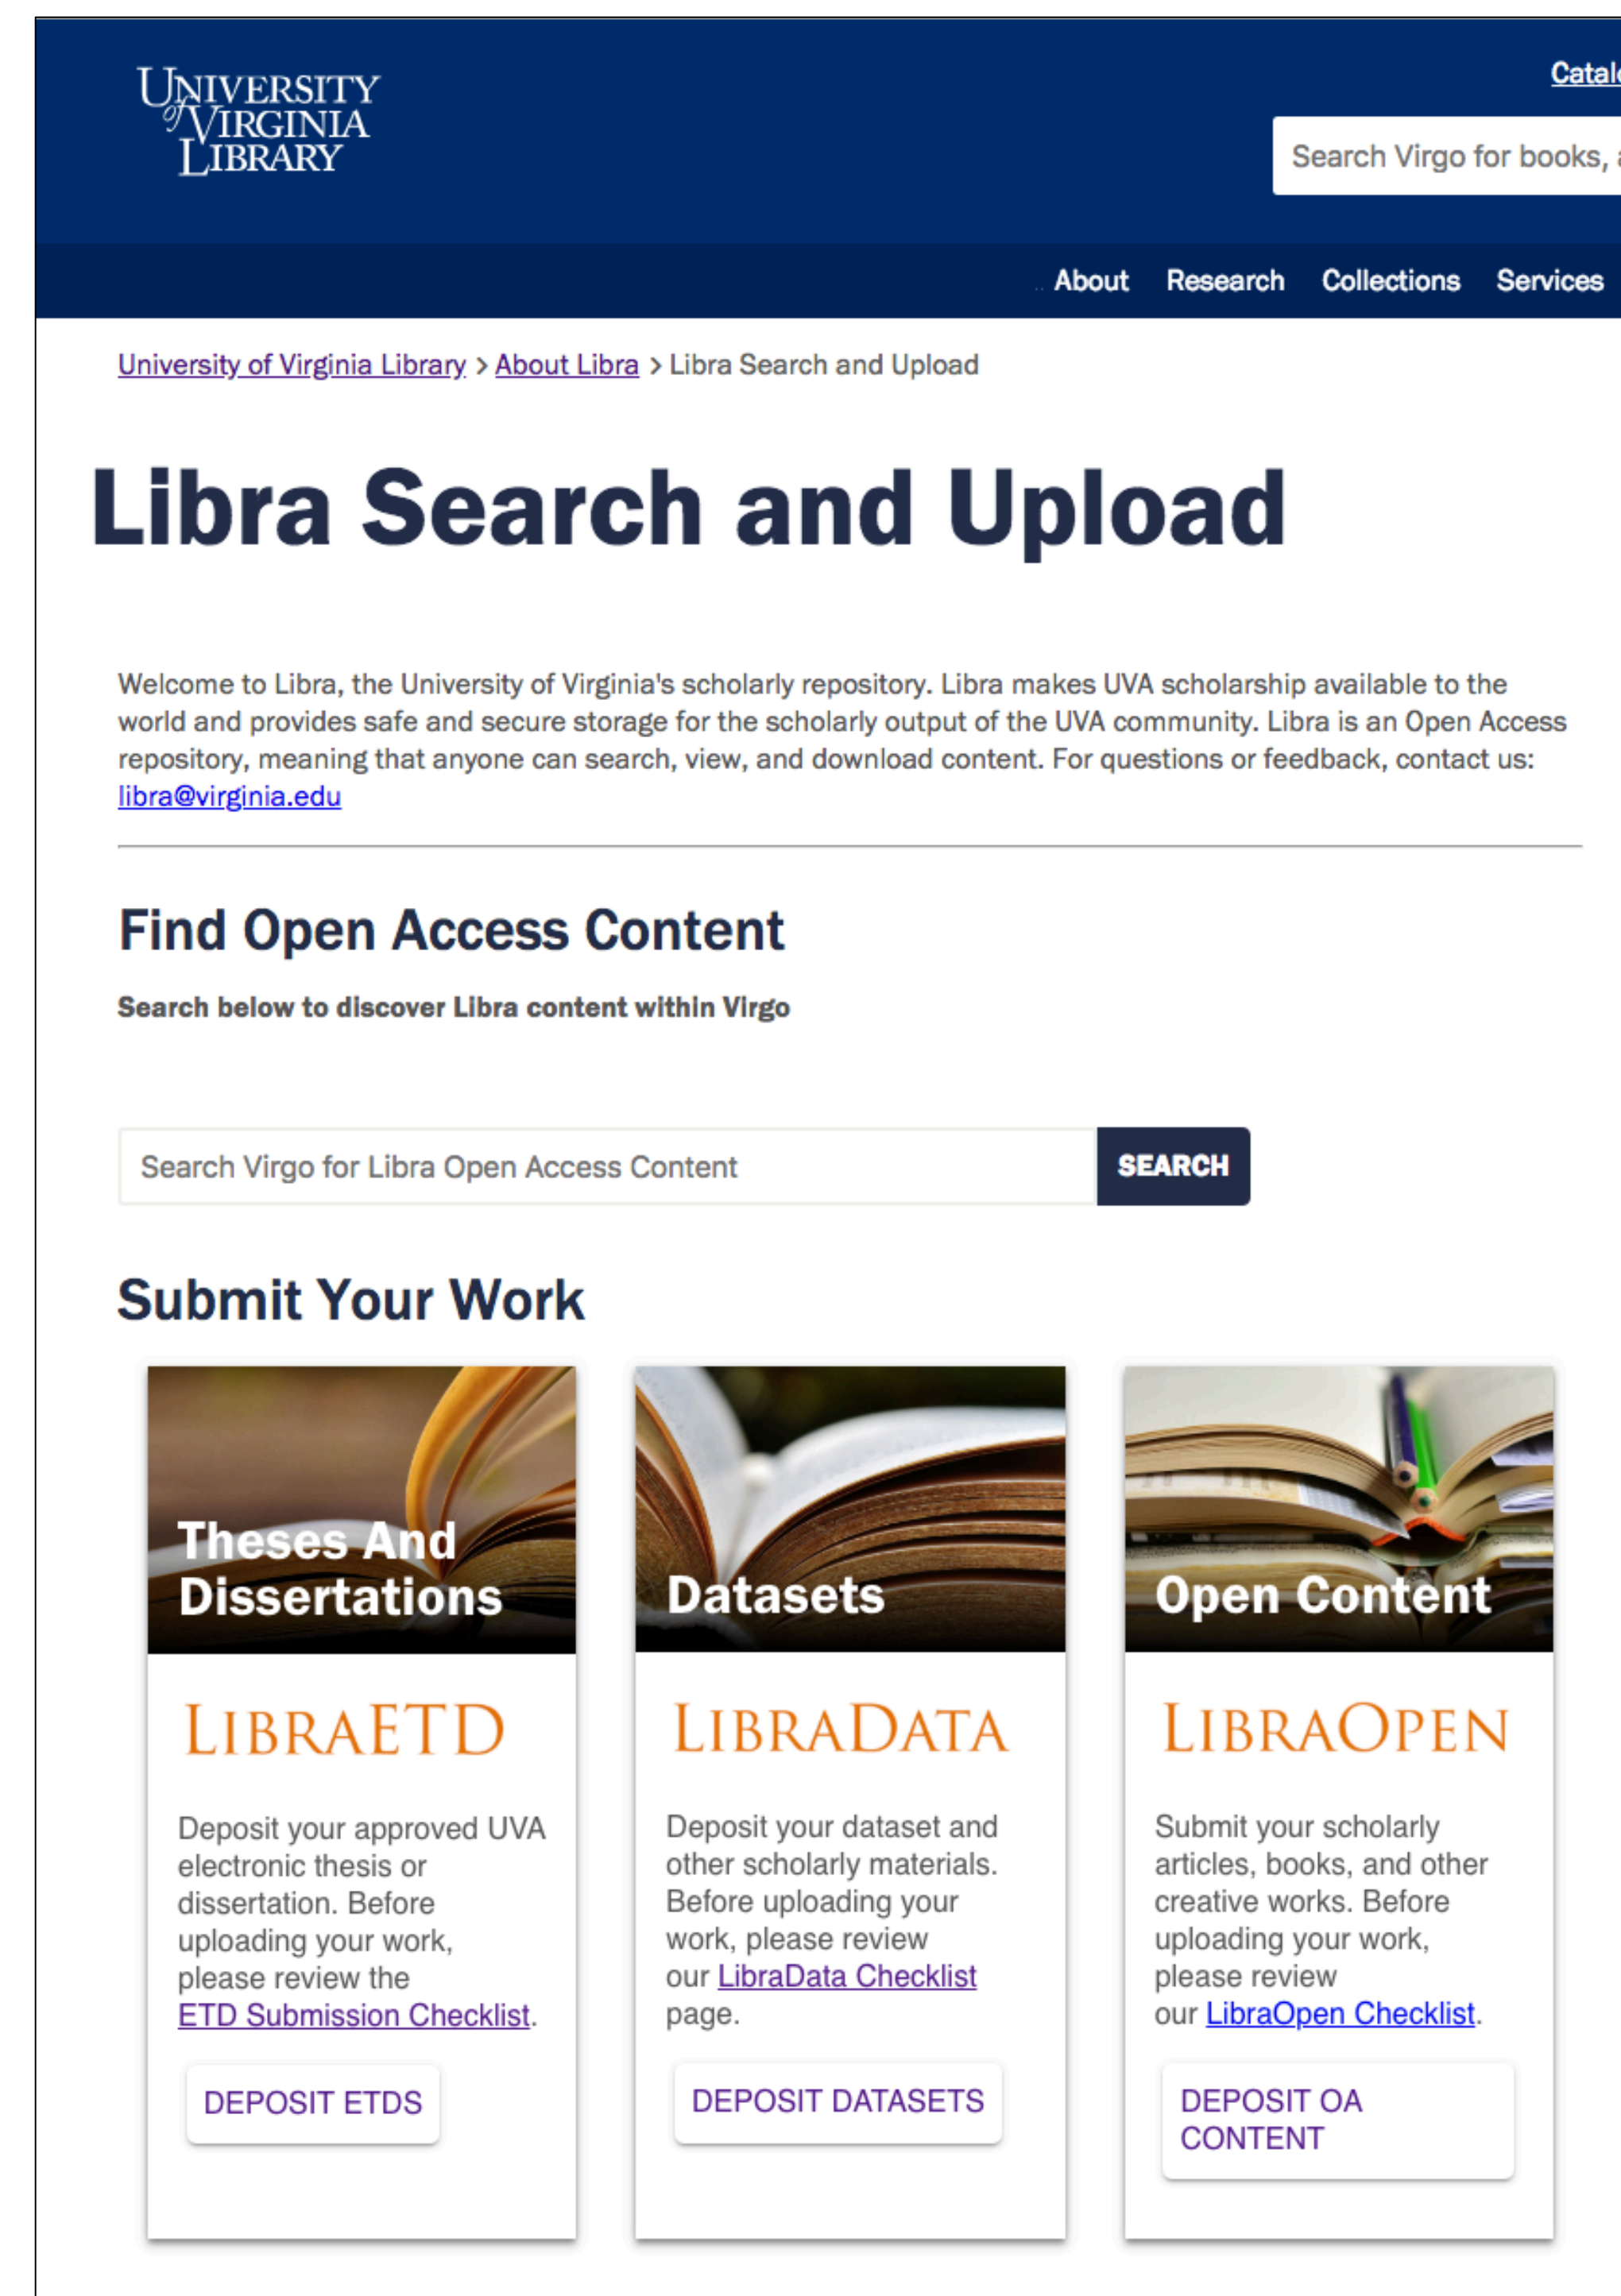 UNIVERSITY
of VIRGINIA
LIBRARY
Search Virgo for books,
About Research Collections Services
University of Virginia Library > About Libra > Libra Search and Upload
Libra Search and Upload
Welcome to Libra, the University of Virginia's scholarly repository. Libra makes UVA scholarship available to the
world and provides safe and secure storage for the scholarly output of the UVA community. Libra is an Open Access
repository, meaning that anyone can search, view, and download content. For questions or feedback, contact us:
libra@virginia.edu
Find Open Access Content
Search below to discover Libra content within Virgo
Search Virgo for Libra Open Access Content
SEARCH
Submit Your Work
Theses And
Dissertations
LIBRAETD
Deposit your approved UVA
electronic thesis or
dissertation. Before
uploading your work,
please review the
ETD Submission Checklist.
DEPOSIT ETDS
Datasets
LIBRADATA
Deposit your dataset and
other scholarly materials.
Before uploading your
work, please review
our LibraData Checklist
page.
DEPOSIT DATASETS
Open Content
LIBRAOPEN
Submit your scholarly
articles, books, and other
creative works. Before
uploading your work,
please review
our LibraOpen Checklist.
DEPOSIT OA
CONTENT